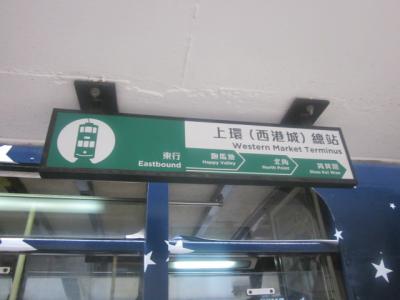 上環（西港城）總站
Western Market Terminus
東行
Eastbound
跑馬地
Happy Valley
北角
North Point
筲箕灣
Shau Kei Wan